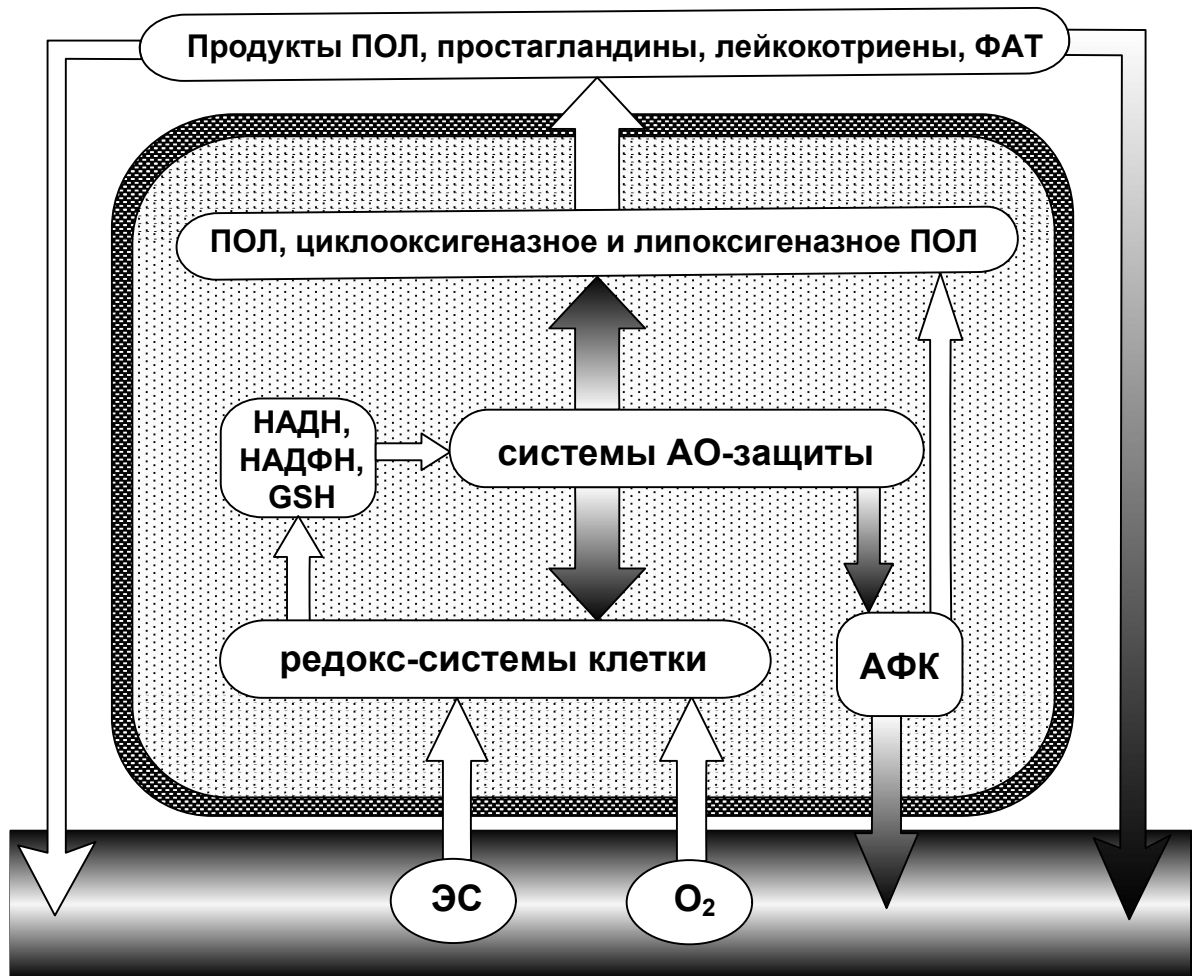 Продукты ПОЛ, простагландины, лейкокотриены, ФАТ
ПОЛ, циклооксигеназное и липоксигеназное ПОЛ
НАДН,
НАДФН,
GSH
системы АО-защиты
редокс-системы клетки
АФК
ЭС
O₂